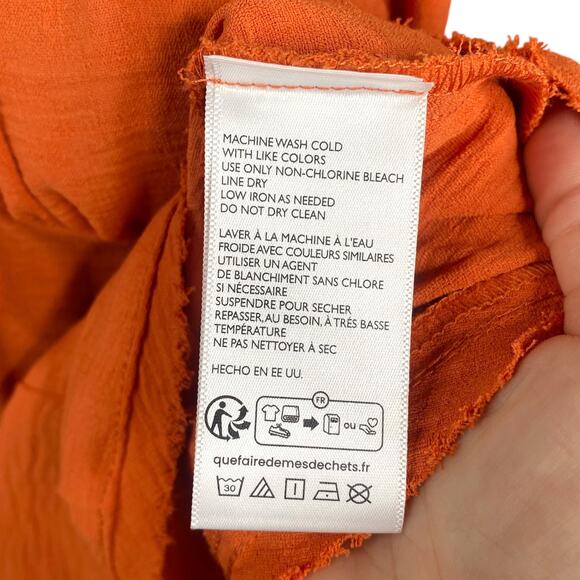 MACHINE WASH COLD
WITH LIKE COLORS
USE ONLY NON-CHLORINE BLEACH
LINE DRY
LOW IRON AS NEEDED
DO NOT DRY CLEAN
LAVER À LA MACHINE À L'EAU
FROIDE AVEC COULEURS SIMILAIRES
UTILISER UN AGENT
DE BLANCHIMENT SANS CHLORE
SI NÉCESSAIRE
SUSPENDRE POUR SECHER
REPASSER, AU BESOIN, À TRÉS BASSE
TEMPÉRATURE
NE PAS NETTOYER À SEC
HECHO EN EE UU.
FR
ou
quefairedemesdechets.fr
30